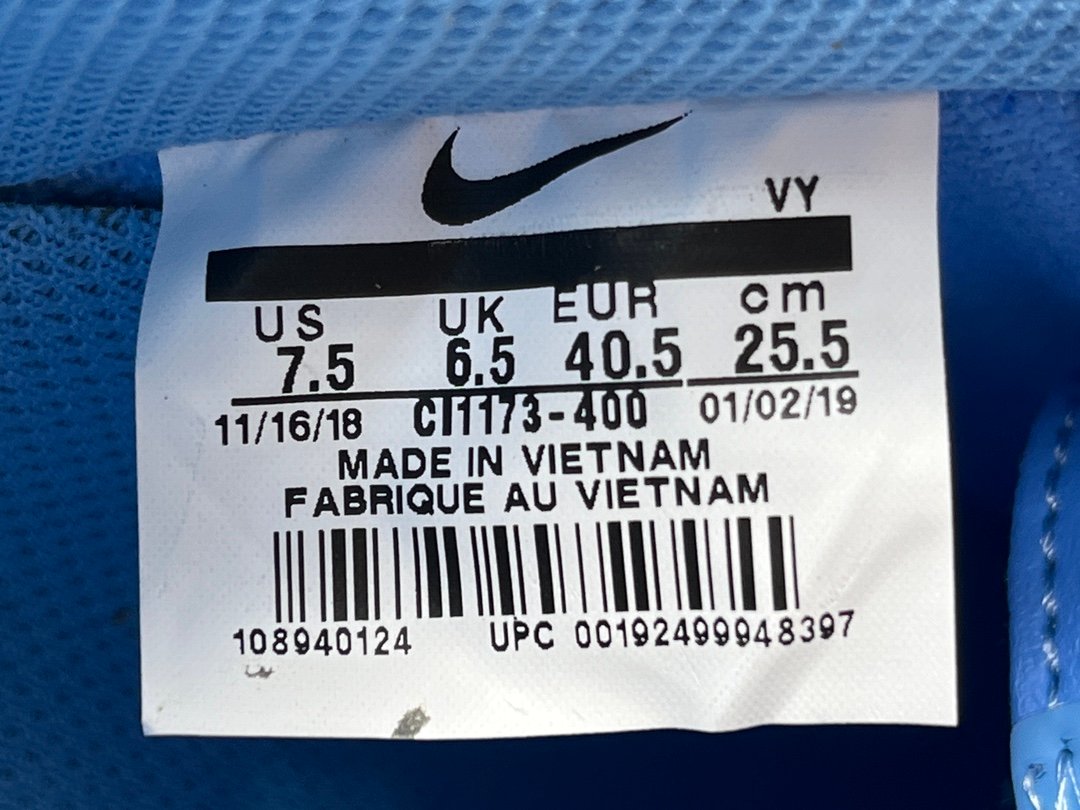 VY
US UK EUR cm
7.5 6.5 40.5 25.5
11/16/18 CI1173-400 01/02/19
MADE IN VIETNAM
FABRIQUE AU VIETNAM
108940124 UPC 00192499948397